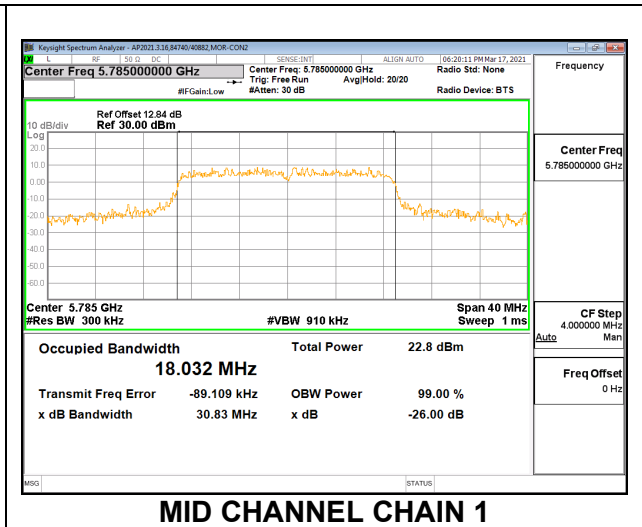 Keysight Spectrum Analyzer - AP2021.3.16,84740/40882,MOR-CON2
L RF 50 Ω DC SENSE:INT ALIGN AUTO 06:20:11 PM Mar 17, 2021
Center Freq 5.785000000 GHz
Center Freq: 5.785000000 GHz Radio Std: None
Trig: Free Run Avg|Hold: 20/20
#IFGain:Low #Atten: 30 dB Radio Device: BTS
Frequency
Ref Offset 12.84 dB
10 dB/div Ref 30.00 dBm
Log
20.0
10.0
0.00
-10.0
-20.0
-30.0
-40.0
-50.0
-60.0
Center 5.785 GHz Span 40 MHz
#Res BW 300 kHz #VBW 910 kHz Sweep 1 ms
Occupied Bandwidth Total Power 22.8 dBm
18.032 MHz
Transmit Freq Error -89.109 kHz OBW Power 99.00 %
x dB Bandwidth 30.83 MHz x dB -26.00 dB
Center Freq
5.785000000 GHz
CF Step
4.000000 MHz
Auto Man
Freq Offset
0 Hz
MSG STATUS
MID CHANNEL CHAIN 1